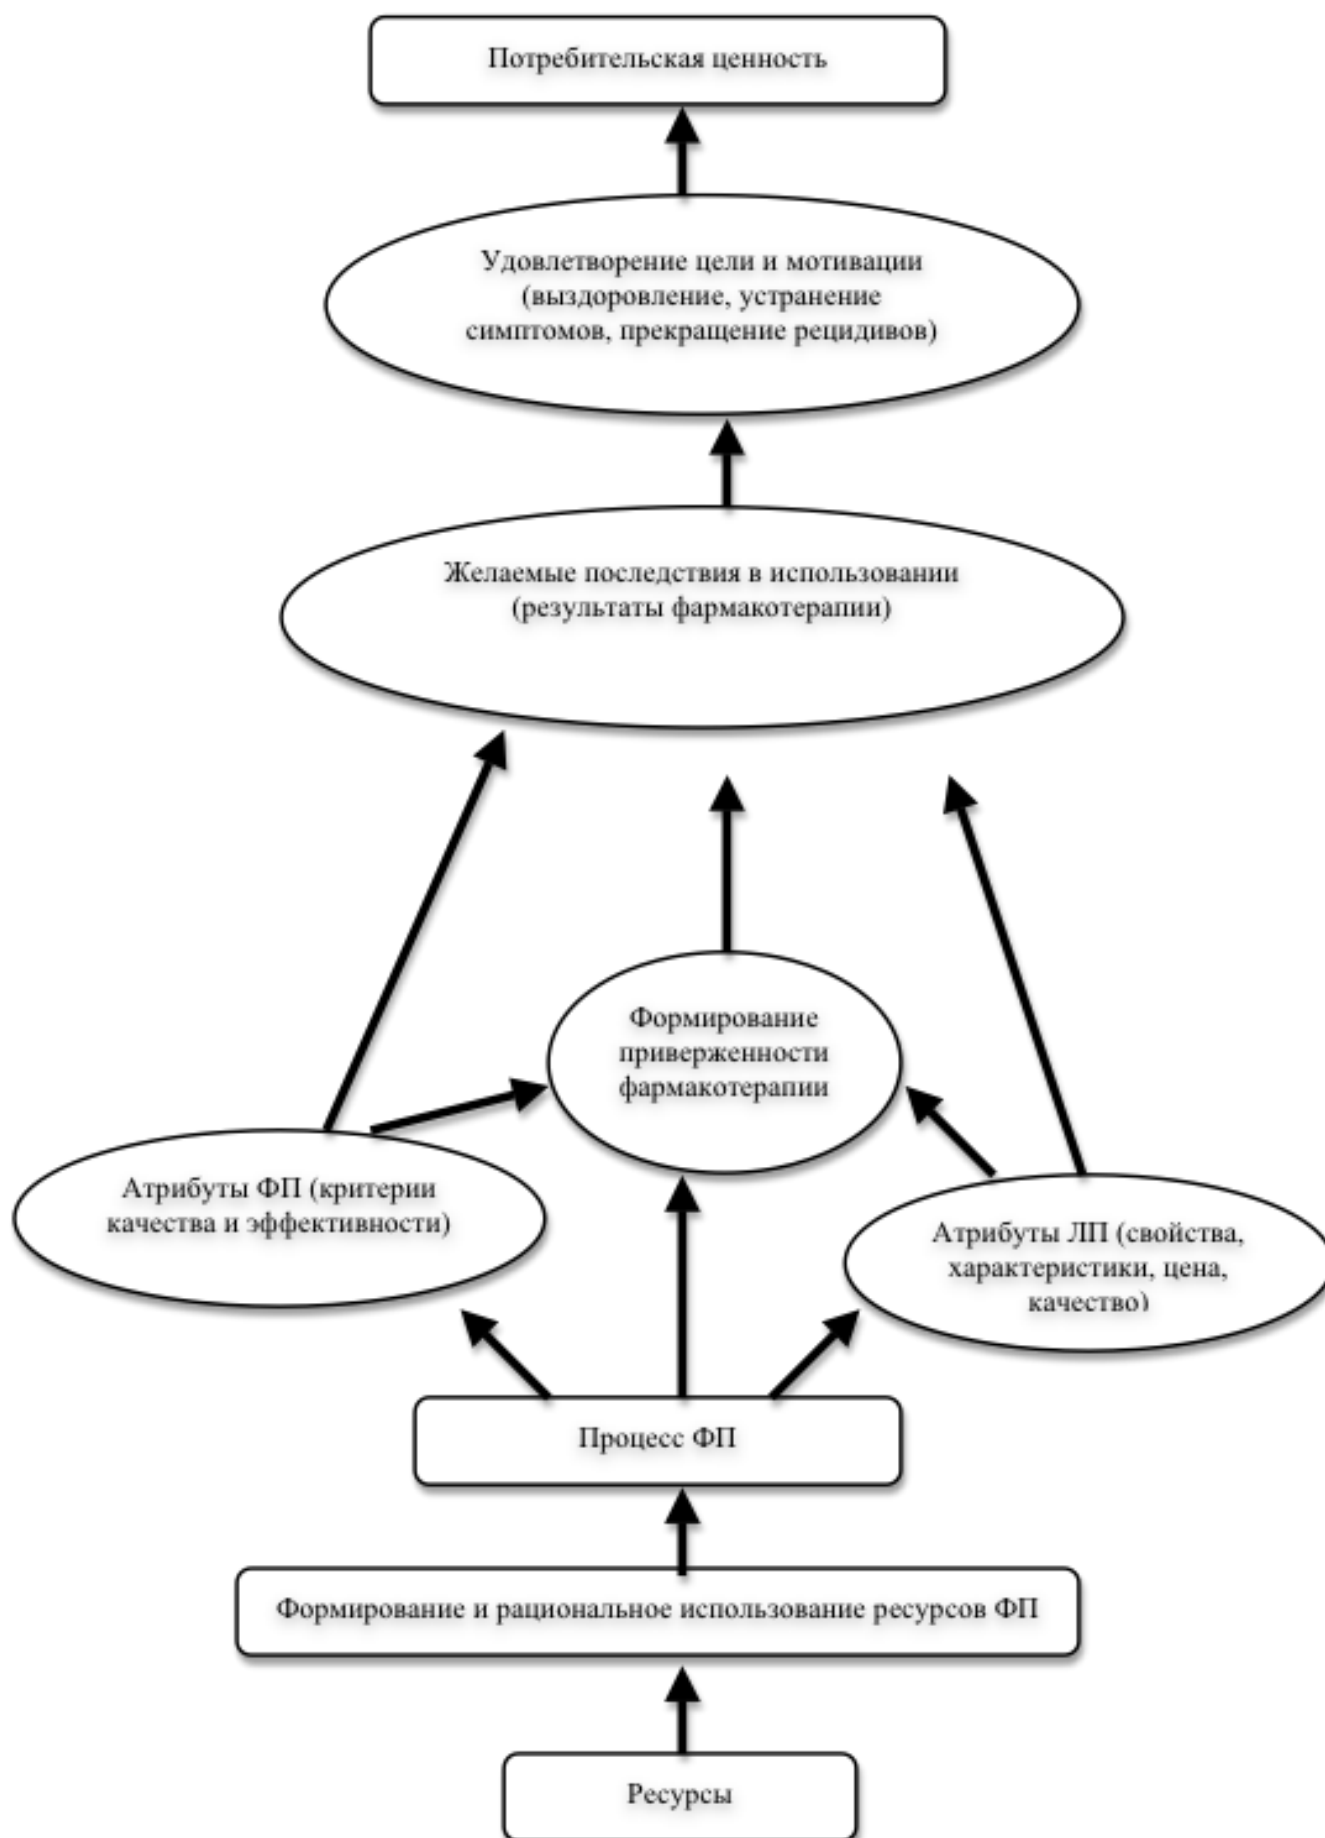 Потребительская ценность
Удовлетворение цели и мотивации
(выздоровление, устранение
симптомов, прекращение рецидивов)
Желаемые последствия в использовании
(результаты фармакотерапии)
Формирование
приверженности
фармакотерапии
Атрибуты ФП (критерии
качества и эффективности)
Атрибуты ЛП (свойства,
характеристики, цена,
качество)
Процесс ФП
Формирование и рациональное использование ресурсов ФП
Ресурсы